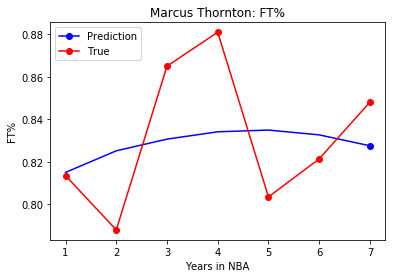 Marcus Thornton: FT%
Prediction
True
FT%
0.88
0.86
0.84
0.82
0.80
1 2 3 4 5 6 7
Years in NBA